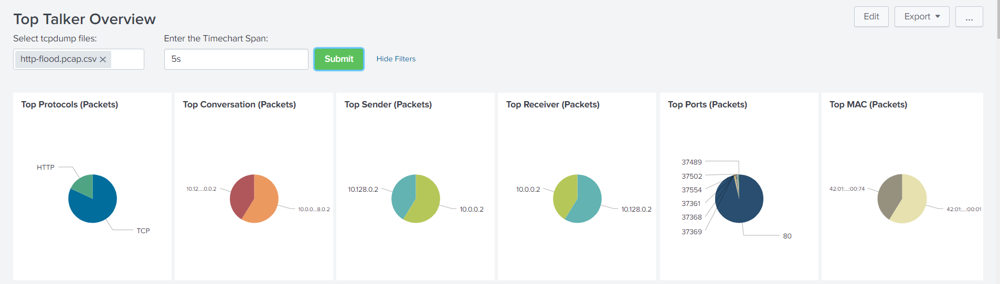 Top Talker Overview
Edit
Export
...
Select tcpdump files:
Enter the Timechart Span:
http-flood.pcap.csv
5s
Submit
Hide Filters
Top Protocols (Packets)
HTTP
TCP
Top Conversation (Packets)
10.12....0.0.2
10.0.0...8.0.2
Top Sender (Packets)
10.128.0.2
10.0.0.2
Top Receiver (Packets)
10.0.0.2
10.128.0.2
Top Ports (Packets)
37489
37502
37554
37361
37368
37369
80
Top MAC (Packets)
42:01:...:00:74
42:01:...:00:01